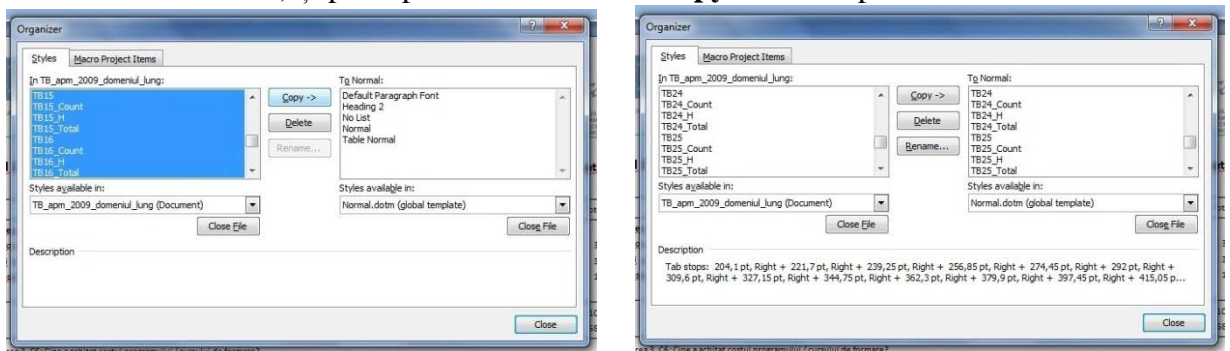 Organizer
Styles Macro Project Items
In TB_apm_2009_domeniul_lung:
TB15
TB15_Count
TB15_H
TB15_Total
TB16
TB16_Count
TB16_H
TB16_Total
Copy ->
Delete
Rename...
To Normal:
Default Paragraph Font
Heading 2
No List
Normal
Table Normal
Styles available in:
TB_apm_2009_domeniul_lung (Document)
Close File
Styles available in:
Normal.dotm (global template)
Close File
Description
Close
Organizer
Styles Macro Project Items
In TB_apm_2009_domeniul_lung:
TB24
TB24_Count
TB24_H
TB24_Total
TB25
TB25_Count
TB25_H
TB25_Total
Copy ->
Delete
Rename...
To Normal:
TB24
TB24_Count
TB24_H
TB24_Total
TB25
TB25_Count
TB25_H
TB25_Total
Styles available in:
TB_apm_2009_domeniul_lung (Document)
Close File
Styles available in:
Normal.dotm (global template)
Close File
Description
Tab stops: 204,1 pt, Right + 221,7 pt, Right + 239,25 pt, Right + 256,85 pt, Right + 274,45 pt, Right + 292 pt, Right +
309,6 pt, Right + 327,15 pt, Right + 344,75 pt, Right + 362,3 pt, Right + 379,9 pt, Right + 397,45 pt, Right + 415,05 p...
Close